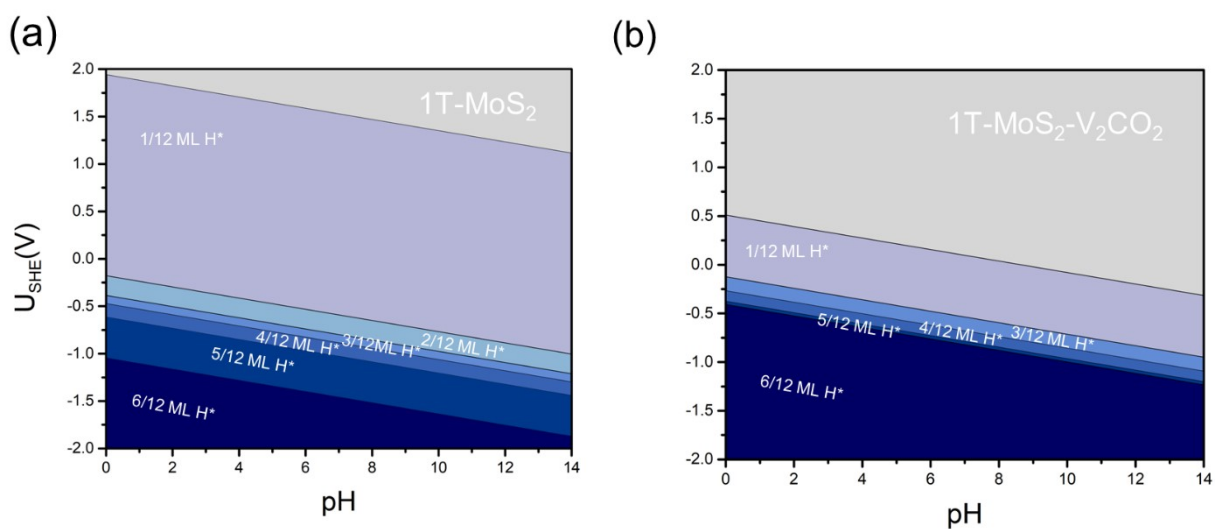 (a)
2.0
1.5
1.0
0.5
0.0
-0.5
-1.0
-1.5
-2.0
U_SHE(V)
1T-MoS₂
1/12 ML H*
2/12 ML H*
3/12ML H*
4/12 ML H*
5/12 ML H*
6/12 ML H*
0 2 4 6 8 10 12 14
pH
(b)
2.0
1.5
1.0
0.5
0.0
-0.5
-1.0
-1.5
-2.0
1T-MoS₂-V₂CO₂
1/12 ML H*
3/12 ML H*
4/12 ML H*
5/12 ML H*
6/12 ML H*
0 2 4 6 8 10 12 14
pH